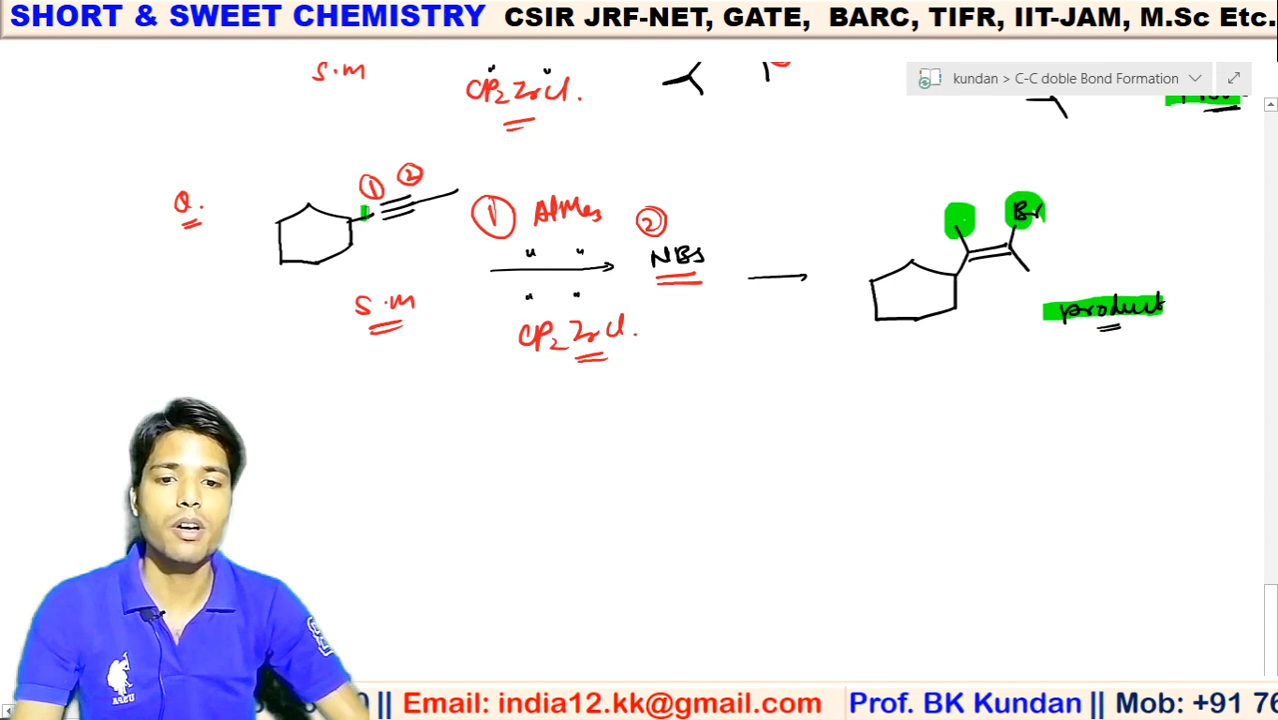 SHORT & SWEET CHEMISTRY CSIR JRF-NET, GATE, BARC, TIFR, IIT-JAM, M.Sc Etc.
kundan > C-C doble Bond Formation
S.M
CP2ZrCl.
Q.
① ②
① AlMe3 ②
NBS
Br
S.M
CP2ZrCl.
product
|| Email: india12.kk@gmail.com || Prof. BK Kundan || Mob: +91 76